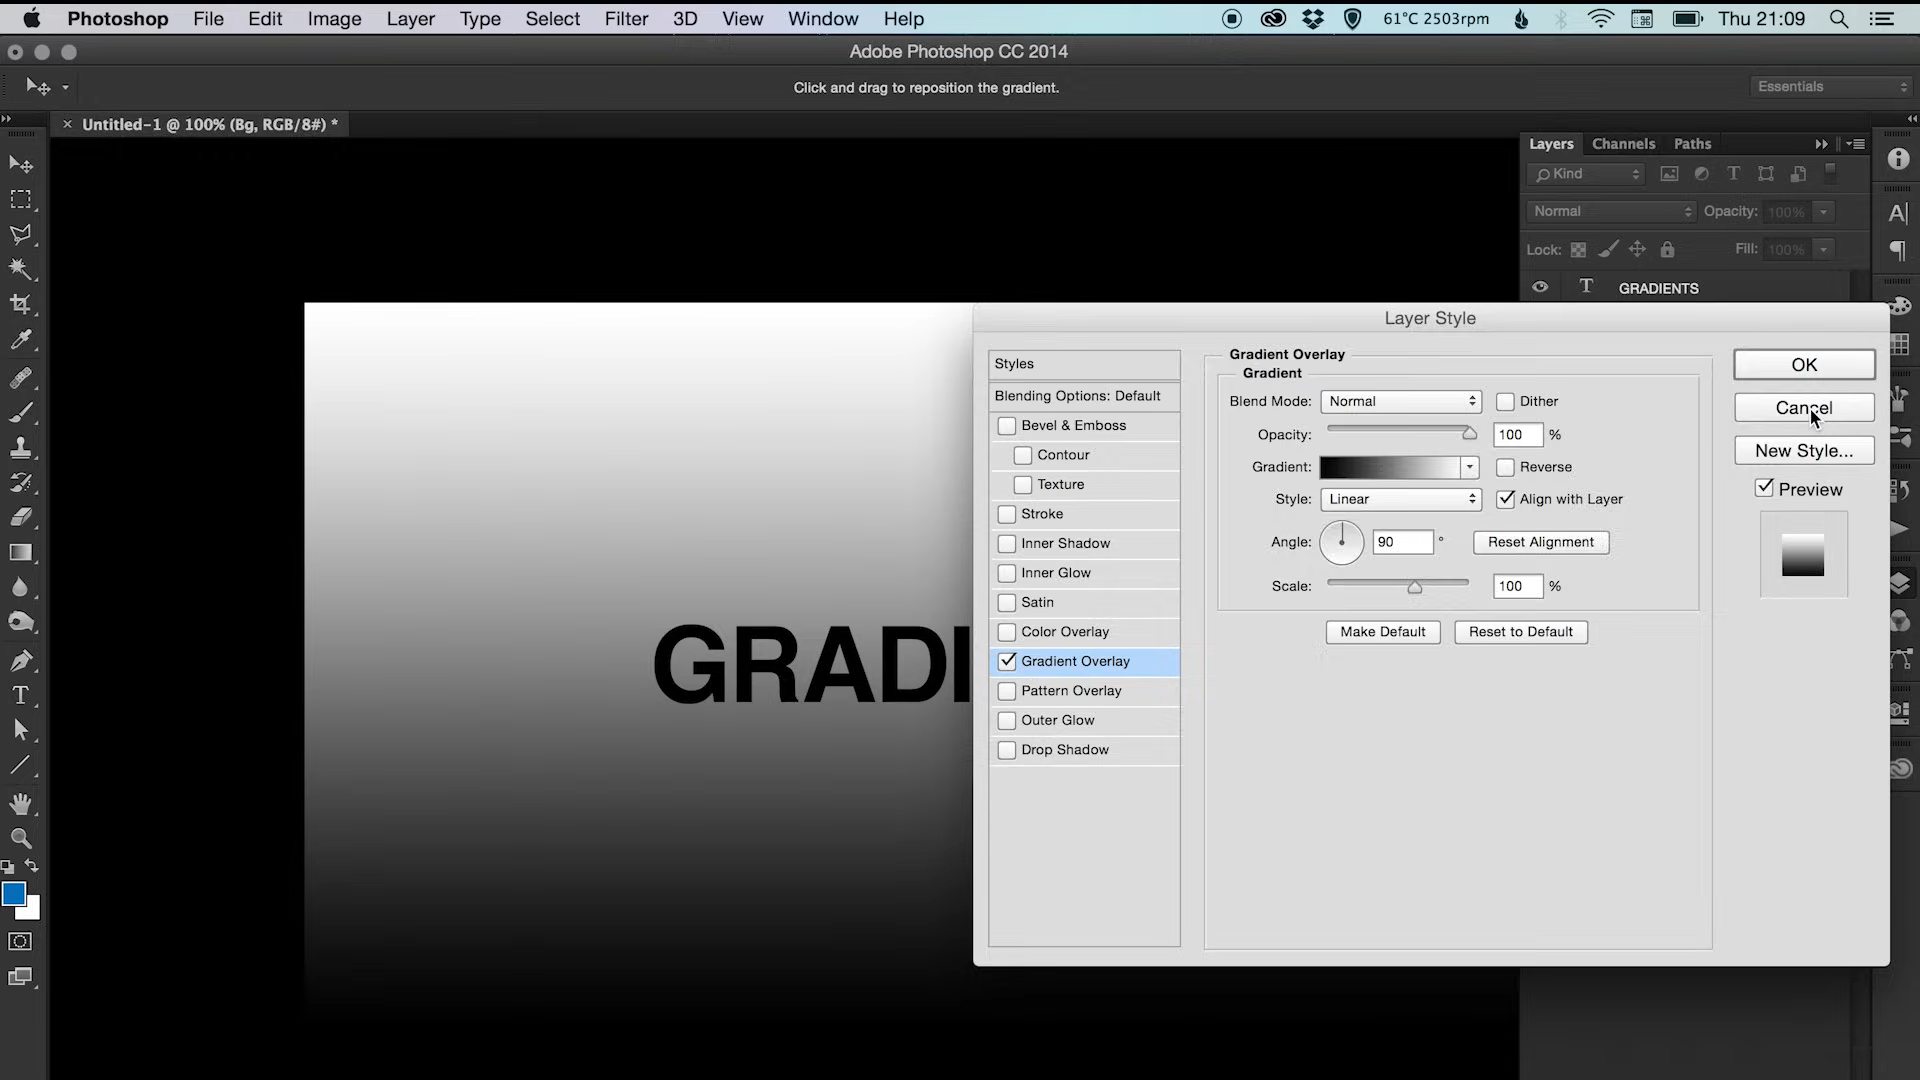 Photoshop File Edit Image Layer Type Select Filter 3D View Window Help 61°C 2503rpm Thu 21:09
Adobe Photoshop CC 2014
Click and drag to reposition the gradient.
Essentials
× Untitled-1 @ 100% (Bg, RGB/8#) *
Layers Channels Paths
Kind
Normal Opacity: 100%
Lock: Fill: 100%
T GRADIENTS
GRADI
Layer Style
Styles
Blending Options: Default
Bevel & Emboss
Contour
Texture
Stroke
Inner Shadow
Inner Glow
Satin
Color Overlay
Gradient Overlay
Pattern Overlay
Outer Glow
Drop Shadow
Gradient Overlay
Gradient
Blend Mode: Normal Dither
Opacity: 100 %
Gradient: Reverse
Style: Linear Align with Layer
Angle: 90 ° Reset Alignment
Scale: 100 %
Make Default Reset to Default
OK
Cancel
New Style...
Preview